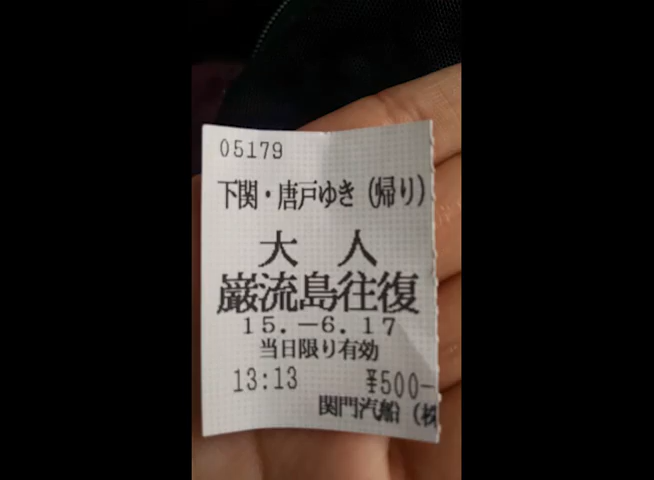 05179
下関・唐戸ゆき（帰り）
大　人
巌流島往復
15.-6.17
当日限り有効
13:13 ¥500-
関門汽船（株